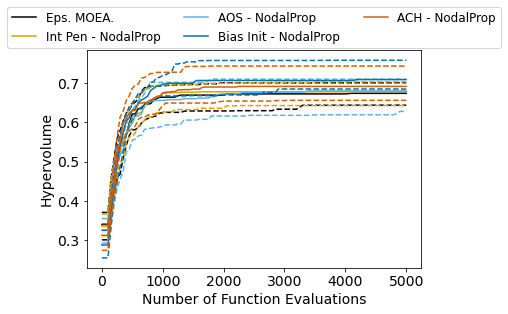 Eps. MOEA.
Int Pen - NodalProp
AOS - NodalProp
Bias Init - NodalProp
ACH - NodalProp
Hypervolume
0.7
0.6
0.5
0.4
0.3
0 1000 2000 3000 4000 5000
Number of Function Evaluations